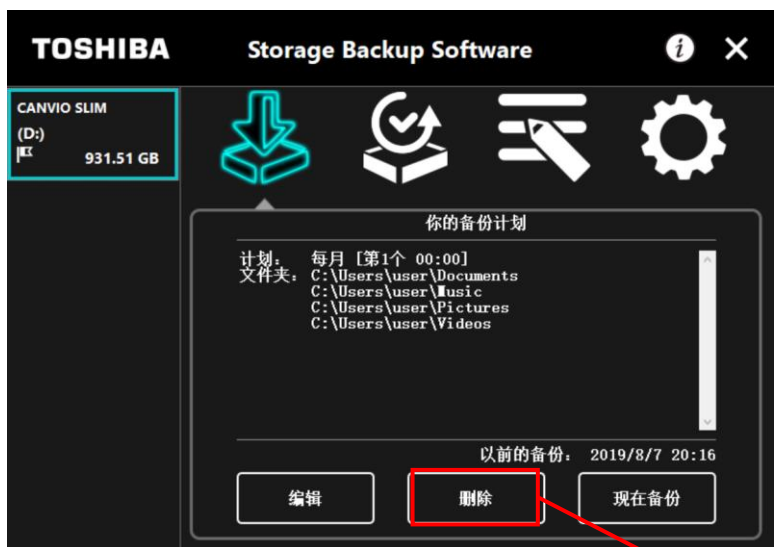 TOSHIBA Storage Backup Software i ×
CANVIO SLIM
(D:)
931.51 GB
你的备份计划
计划: 每月 [第1个 00:00]
文件夹: C:\Users\user\Documents
C:\Users\user\Music
C:\Users\user\Pictures
C:\Users\user\Videos
以前的备份: 2019/8/7 20:16
编辑 删除 现在备份